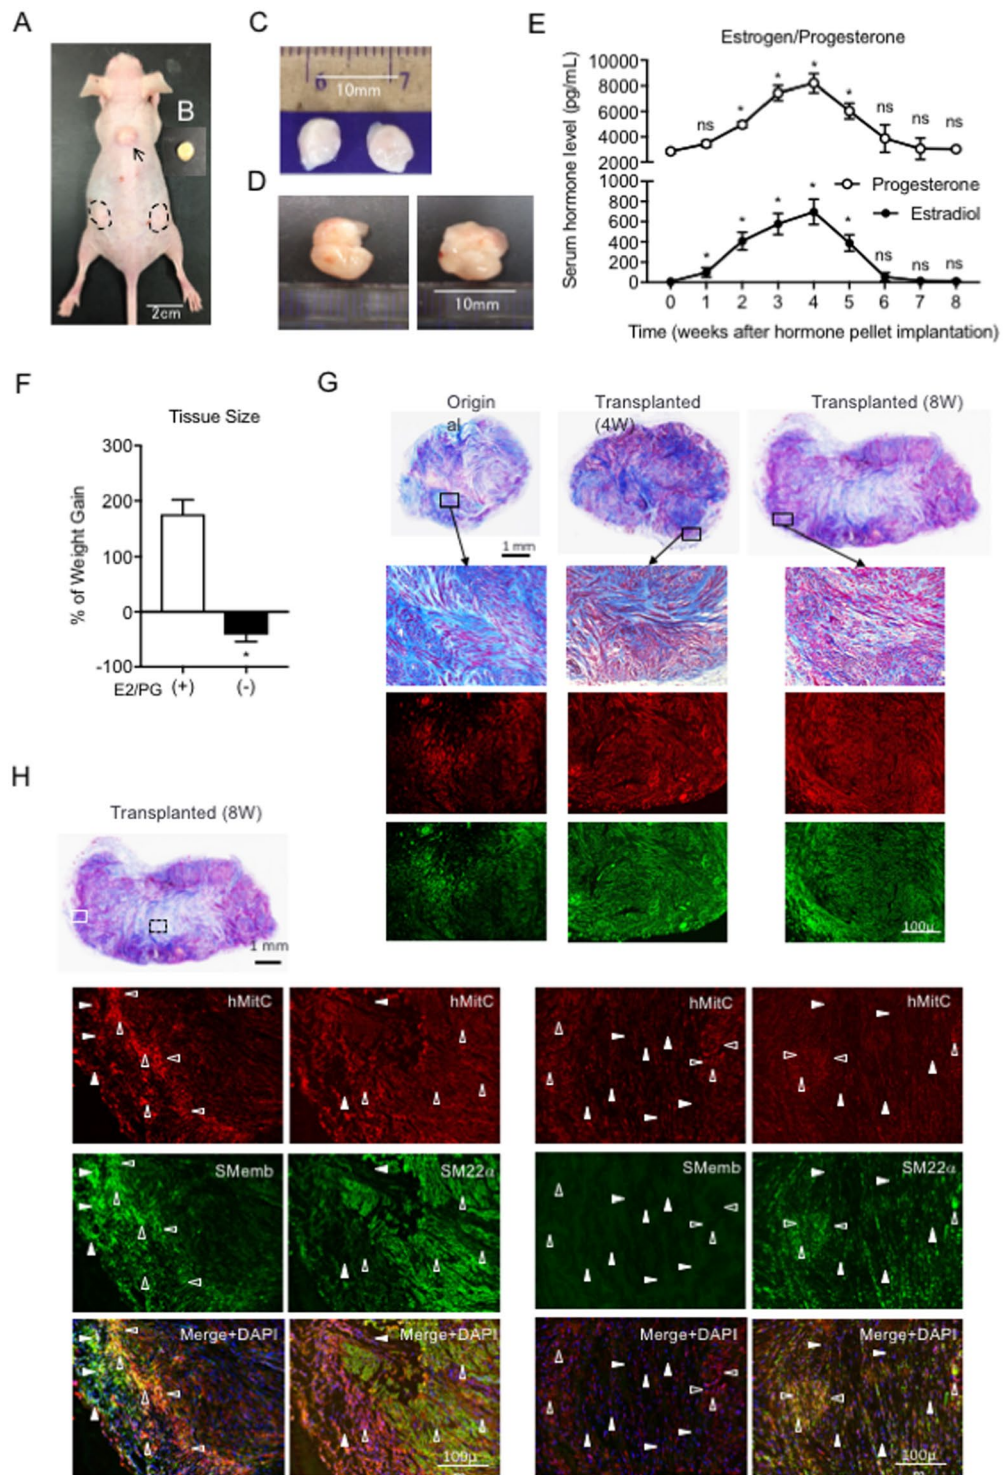 A
B
2cm
C
6 7
10mm
D
10mm
E
Estrogen/Progesterone
Serum hormone level (pg/mL)
10000
8000
6000
4000
2000
1000
800
600
400
200
0
ns * * * * * ns ns ns
Progesterone
Estradiol
* * * * * ns ns ns
0 1 2 3 4 5 6 7 8
Time (weeks after hormone pellet implantation)
F
Tissue Size
% of Weight Gain
300
200
100
0
-100
*
E2/PG (+) (-)
G
Origin
al
Transplanted
(4W)
Transplanted (8W)
1 mm
100μ
H
Transplanted (8W)
1 mm
hMitC hMitC hMitC hMitC
SMemb SM22α SMemb SM22α
Merge+DAPI Merge+DAPI Merge+DAPI Merge+DAPI
100μ 100μ